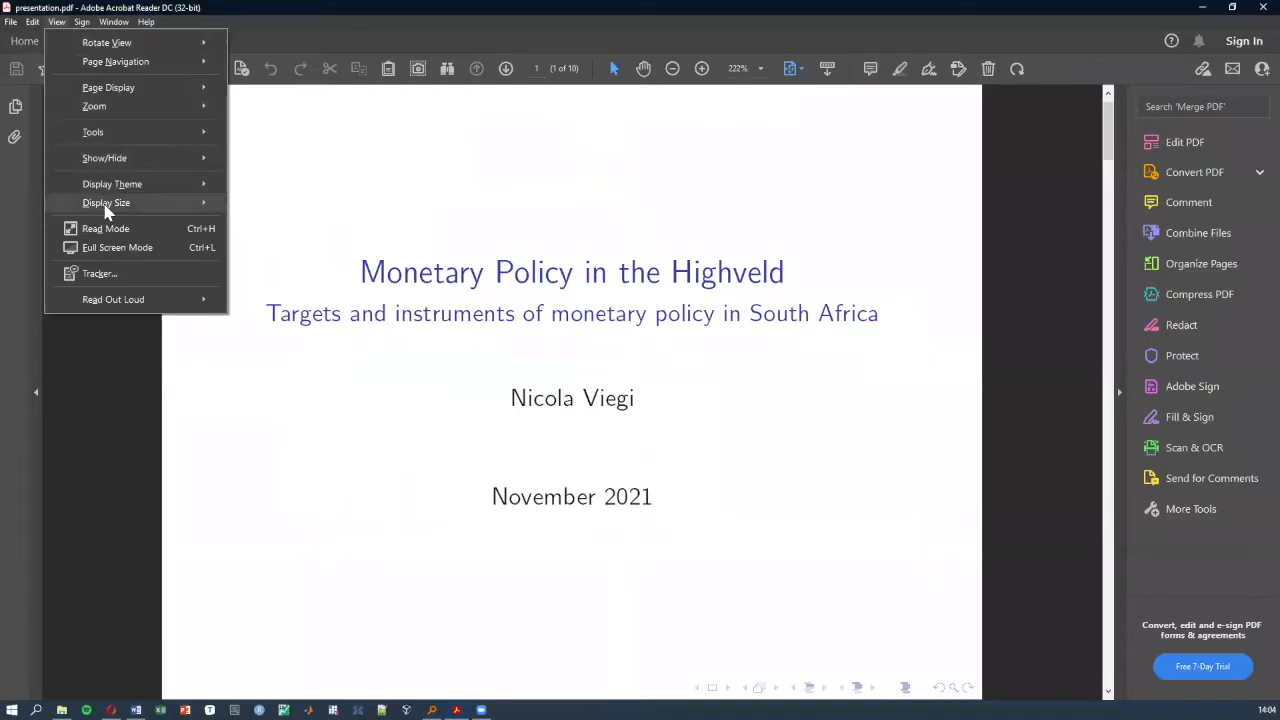 presentation.pdf - Adobe Acrobat Reader DC (32-bit)
File Edit View Sign Window Help
Home
Sign In
Rotate View
Page Navigation
Page Display
Zoom
Tools
Show/Hide
Display Theme
Display Size
Read Mode Ctrl+H
Full Screen Mode Ctrl+L
Tracker...
Read Out Loud
1 (1 of 10)
222%
Monetary Policy in the Highveld
Targets and instruments of monetary policy in South Africa
Nicola Viegi
November 2021
Search 'Merge PDF'
Edit PDF
Convert PDF
Comment
Combine Files
Organize Pages
Compress PDF
Redact
Protect
Adobe Sign
Fill & Sign
Scan & OCR
Send for Comments
More Tools
Convert, edit and e-sign PDF
forms & agreements
Free 7-Day Trial
14:04